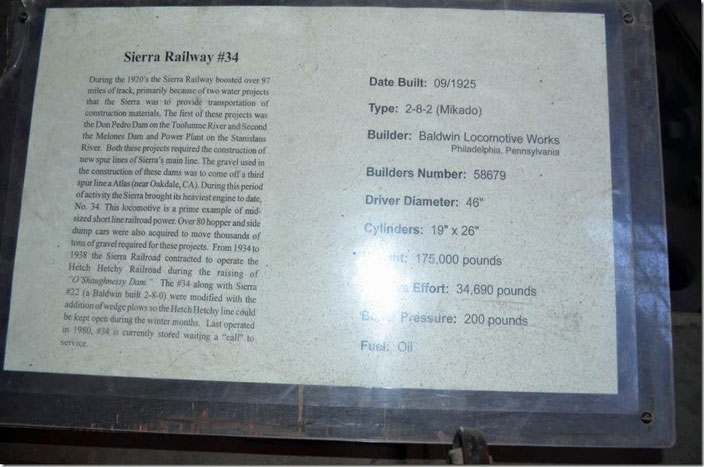 Sierra Railway #34
During the 1920's the Sierra Railway boosted over 97
miles of track, primarily because of two water projects
that the Sierra was to provide transportation of
construction materials. The first of these projects was
the Don Pedro Dam on the Tuolumne River and Second
the Melones Dam and Power Plant on the Stanislaus
River. Both these projects required the construction of
new spur lines of Sierra's main line. The gravel used in
the construction of these dams was to come off a third
spur line a Atlas (near Oakdale, CA). During this period
of activity the Sierra brought its heaviest engine to date,
No. 34. This locomotive is a prime example of mid-
sized short line railroad power. Over 80 hopper and side
dump cars were also acquired to move thousands of
tons of gravel required for these projects. From 1934 to
1938 the Sierra Railroad contracted to operate the
Hetch Hetchy Railroad during the raising of
"O'Shaughnessy Dam." The #34 along with Sierra
#22 (a Baldwin built 2-8-0) were modified with the
addition of wedge plows so the Hetch Hetchy line could
be kept open during the winter months. Last operated
in 1980, #34 is currently stored waiting a "call" to
service.
Date Built: 09/1925
Type: 2-8-2 (Mikado)
Builder: Baldwin Locomotive Works
Philadelphia, Pennsylvania
Builders Number: 58679
Driver Diameter: 46"
Cylinders: 19" x 26"
175,000 pounds
Effort: 34,690 pounds
Pressure: 200 pounds
Fuel: Oil